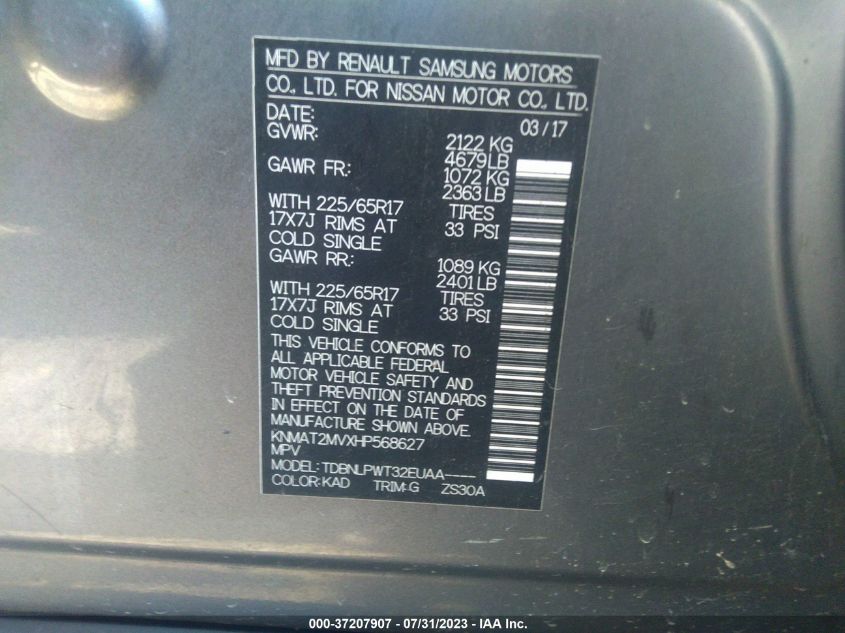 MFD BY RENAULT SAMSUNG MOTORS
CO., LTD. FOR NISSAN MOTOR CO., LTD.
DATE: 03/17
GVWR: 2122 KG
4679LB
GAWR FR: 1072 KG
2363LB
WITH 225/65R17 TIRES
17X7J RIMS AT 33 PSI
COLD SINGLE
GAWR RR: 1089 KG
2401LB
WITH 225/65R17 TIRES
17X7J RIMS AT 33 PSI
COLD SINGLE
THIS VEHICLE CONFORMS TO
ALL APPLICABLE FEDERAL
MOTOR VEHICLE SAFETY AND
THEFT PREVENTION STANDARDS
IN EFFECT ON THE DATE OF
MANUFACTURE SHOWN ABOVE.
KNMAT2MVXHP568627
MPV
MODEL: TDBNLPWT32EUAA----
COLOR: KAD TRIM:G ZS30A
000-37207907 - 07/31/2023 - © IAA Inc.